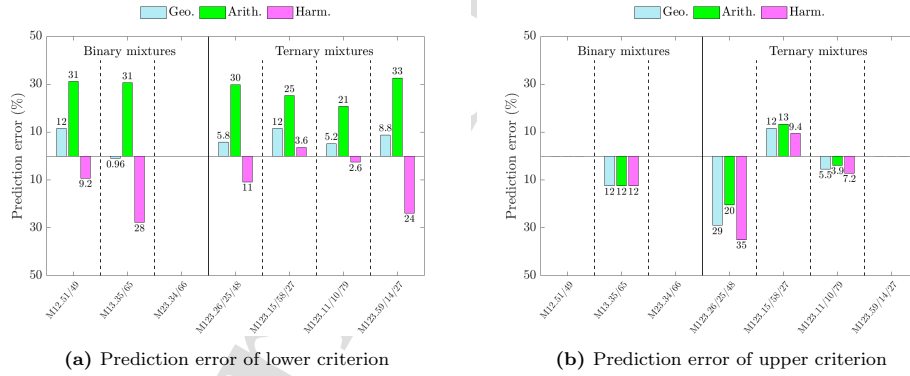 Geo. Arith. Harm.
50
30
10
10
30
50
Prediction error (%)
Binary mixtures
Ternary mixtures
12
31
9.2
0.96
31
28
5.8
30
11
12
25
3.6
5.2
21
2.6
8.8
33
24
M12.51/49
M13.35/65
M23.34/66
M123.26/25/48
M123.15/58/27
M123.11/10/79
M123.59/14/27
(a) Prediction error of lower criterion
Geo. Arith. Harm.
50
30
10
10
30
50
Prediction error (%)
Binary mixtures
Ternary mixtures
12
12
12
29
20
35
12
13
9.4
5.5
3.9
7.2
M12.51/49
M13.35/65
M23.34/66
M123.26/25/48
M123.15/58/27
M123.11/10/79
M123.59/14/27
(b) Prediction error of upper criterion